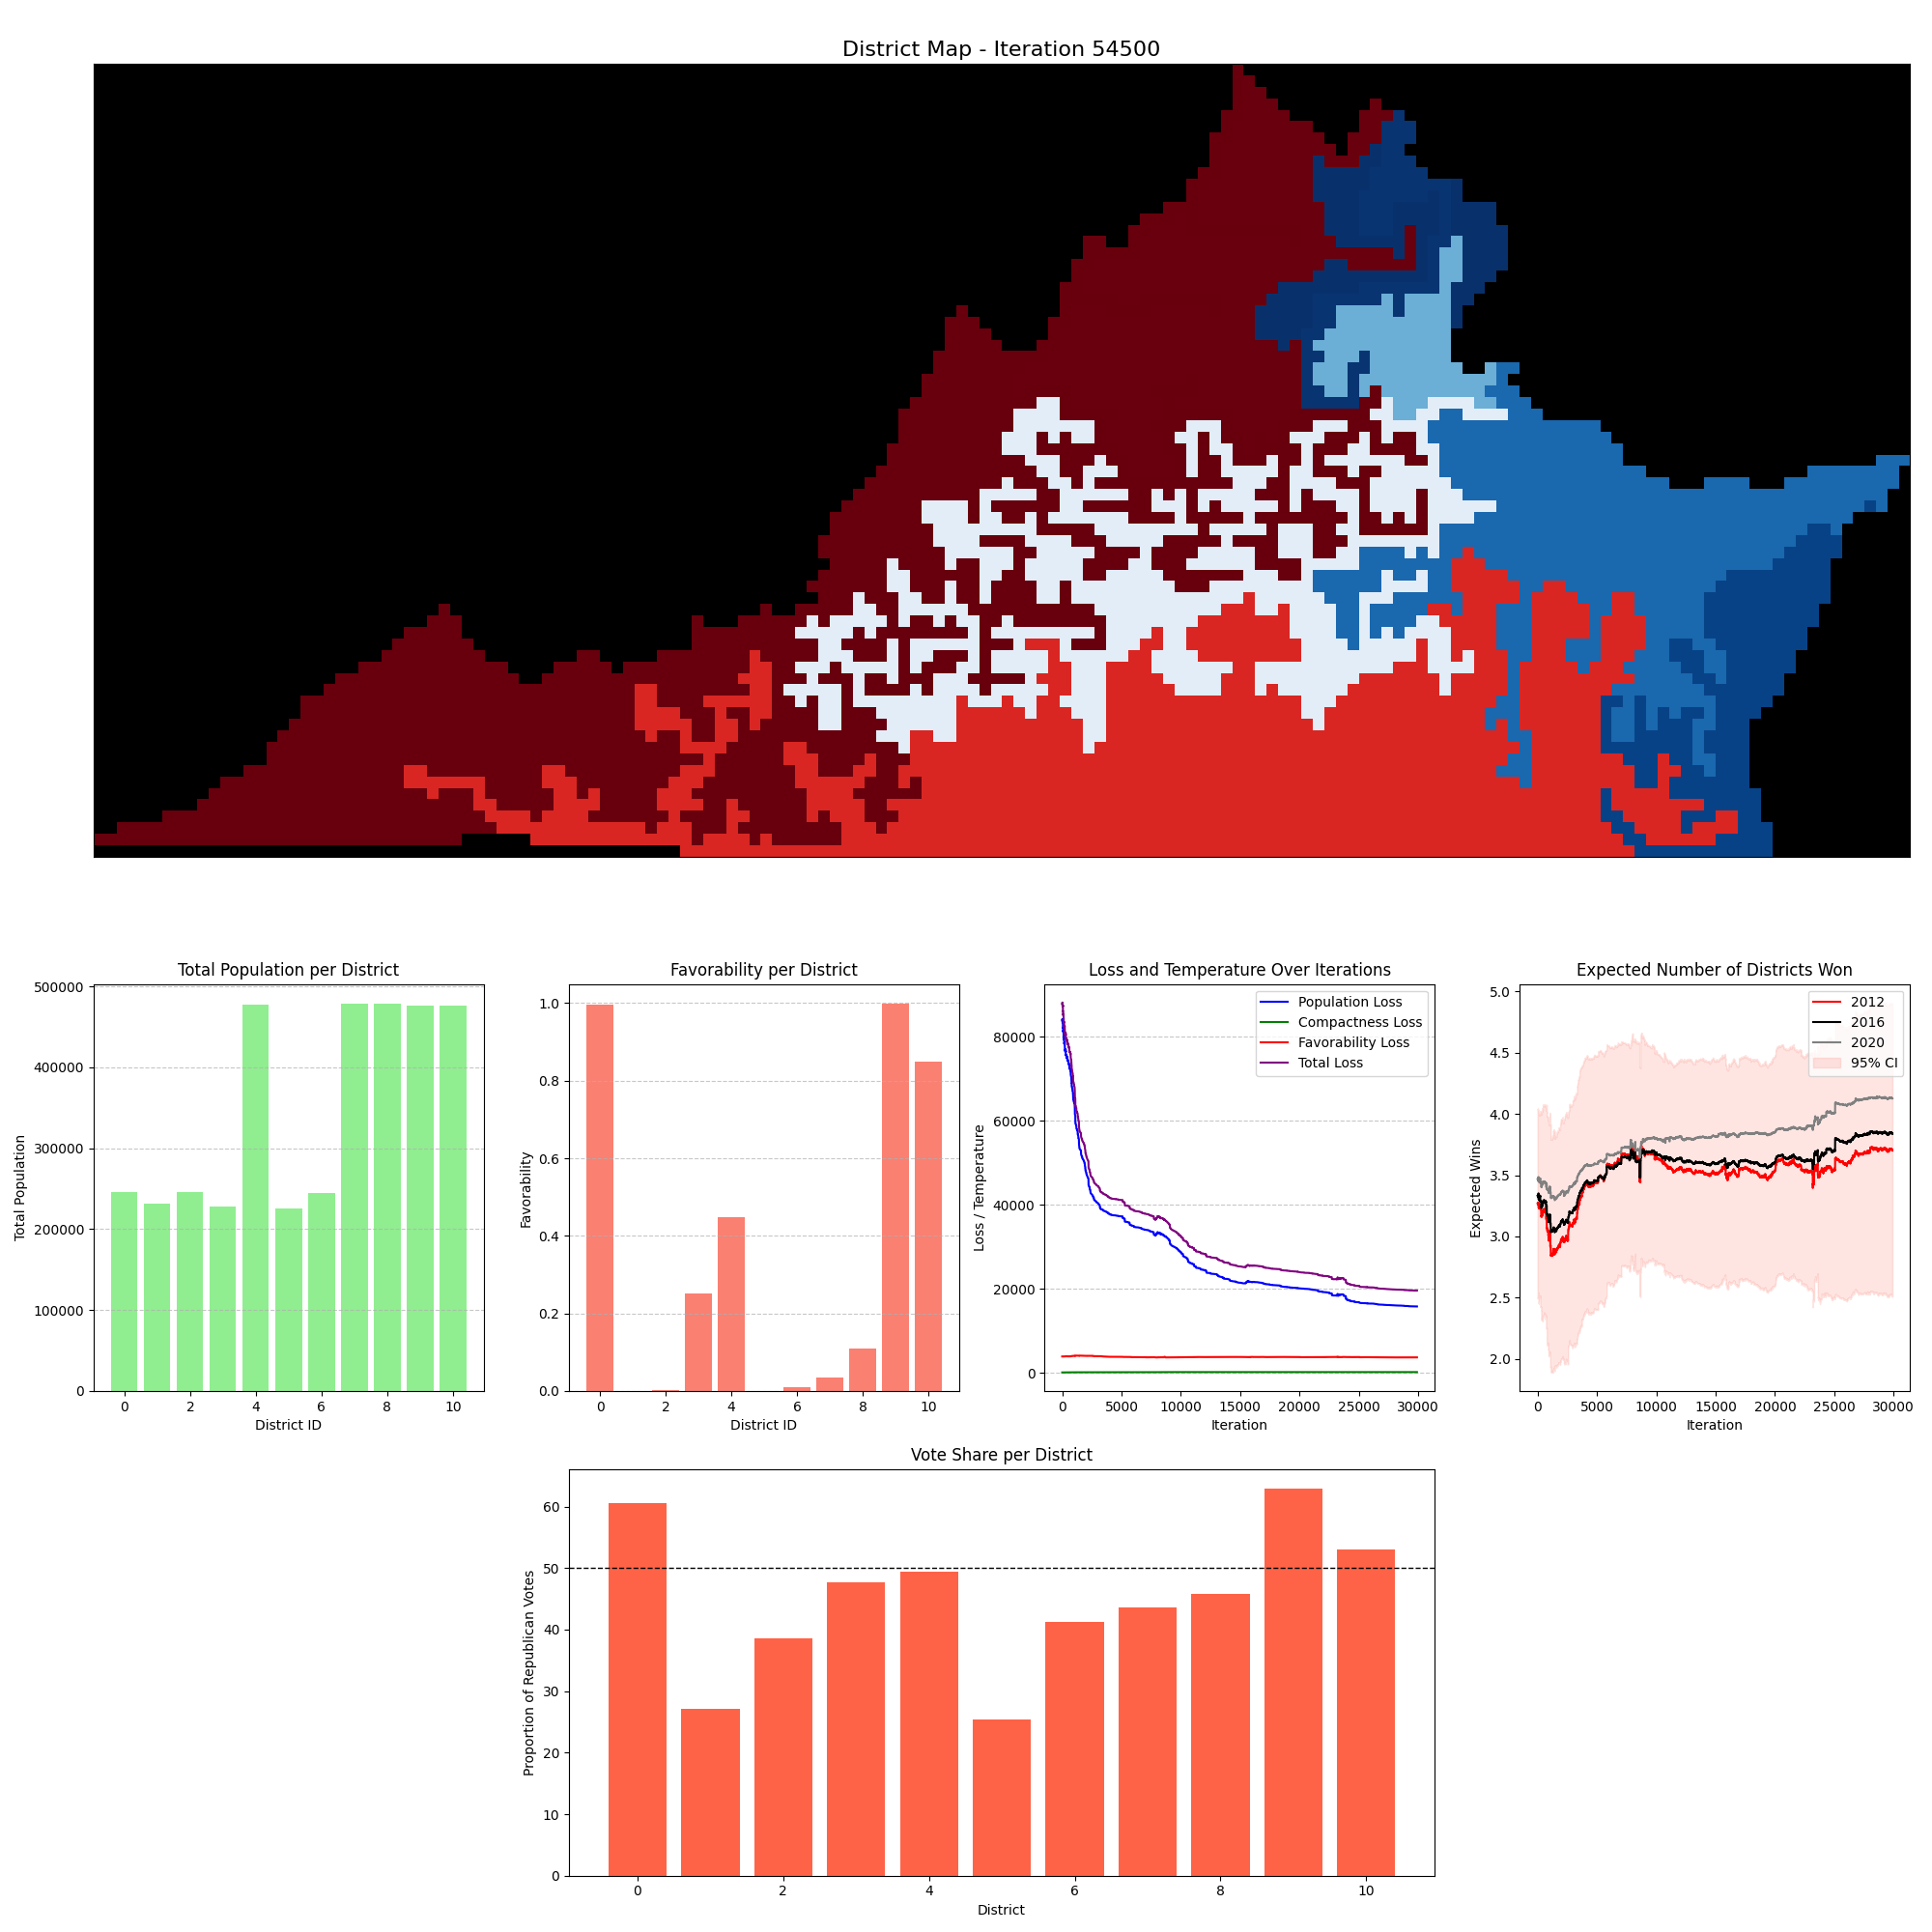 District Map - Iteration 54500
Total Population per District
Total Population
500000
400000
300000
200000
100000
0
0 2 4 6 8 10
District ID
Favorability per District
Favorability
1.0
0.8
0.6
0.4
0.2
0.0
0 2 4 6 8 10
District ID
Loss and Temperature Over Iterations
Loss / Temperature
80000
60000
40000
20000
0
Population Loss
Compactness Loss
Favorability Loss
Total Loss
0 5000 10000 15000 20000 25000 30000
Iteration
Expected Number of Districts Won
Expected Wins
5.0
4.5
4.0
3.5
3.0
2.5
2.0
2012
2016
2020
95% CI
0 5000 10000 15000 20000 25000 30000
Iteration
Vote Share per District
Proportion of Republican Votes
60
50
40
30
20
10
0
0 2 4 6 8 10
District